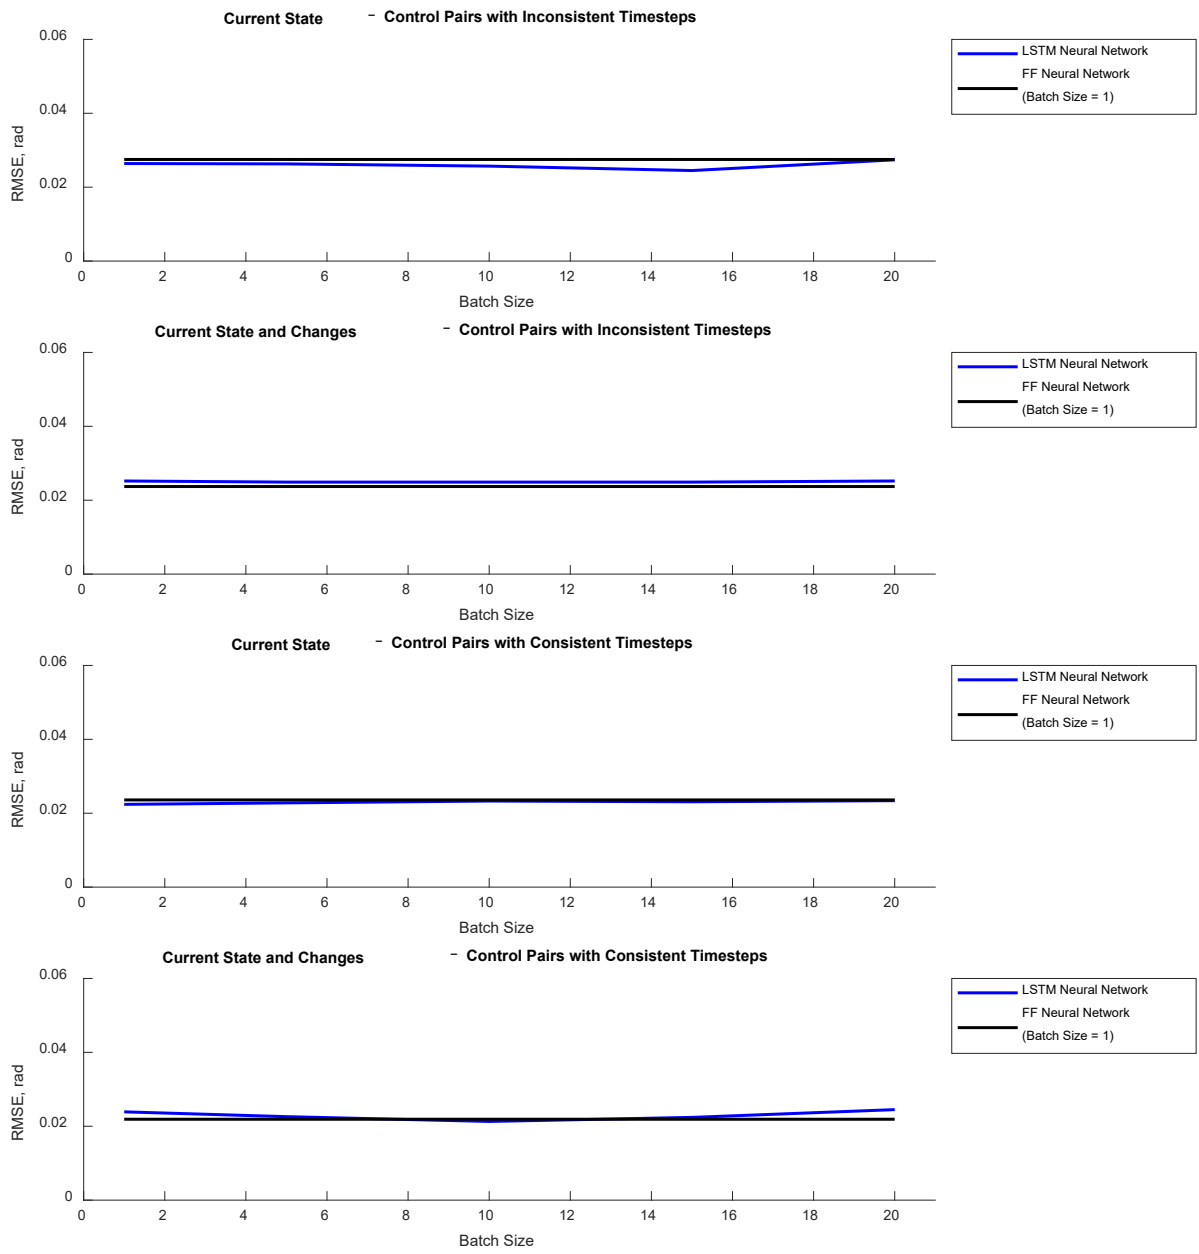 Current State – Control Pairs with Inconsistent Timesteps
0.06
0.04
0.02
0
RMSE, rad
0 2 4 6 8 10 12 14 16 18 20
Batch Size
LSTM Neural Network
FF Neural Network
(Batch Size = 1)
Current State and Changes – Control Pairs with Inconsistent Timesteps
0.06
0.04
0.02
0
RMSE, rad
0 2 4 6 8 10 12 14 16 18 20
Batch Size
LSTM Neural Network
FF Neural Network
(Batch Size = 1)
Current State – Control Pairs with Consistent Timesteps
0.06
0.04
0.02
0
RMSE, rad
0 2 4 6 8 10 12 14 16 18 20
Batch Size
LSTM Neural Network
FF Neural Network
(Batch Size = 1)
Current State and Changes – Control Pairs with Consistent Timesteps
0.06
0.04
0.02
0
RMSE, rad
0 2 4 6 8 10 12 14 16 18 20
Batch Size
LSTM Neural Network
FF Neural Network
(Batch Size = 1)